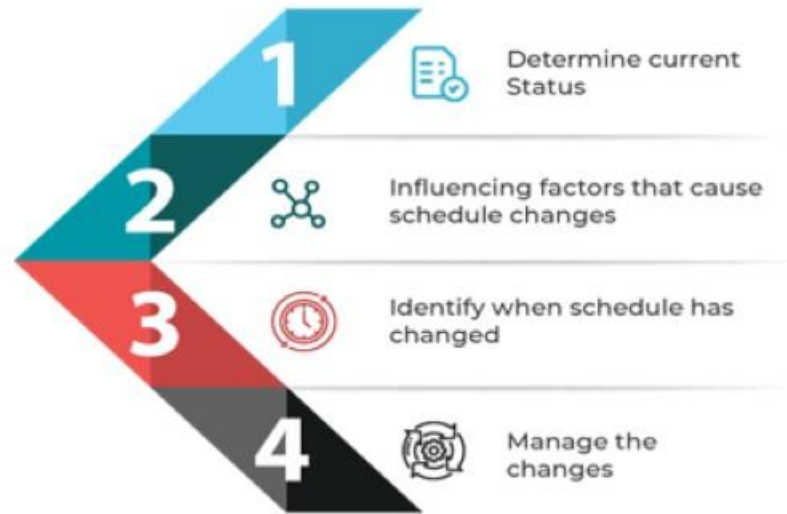 1
Determine current
Status
2
Influencing factors that cause
schedule changes
3
Identify when schedule has
changed
4
Manage the
changes